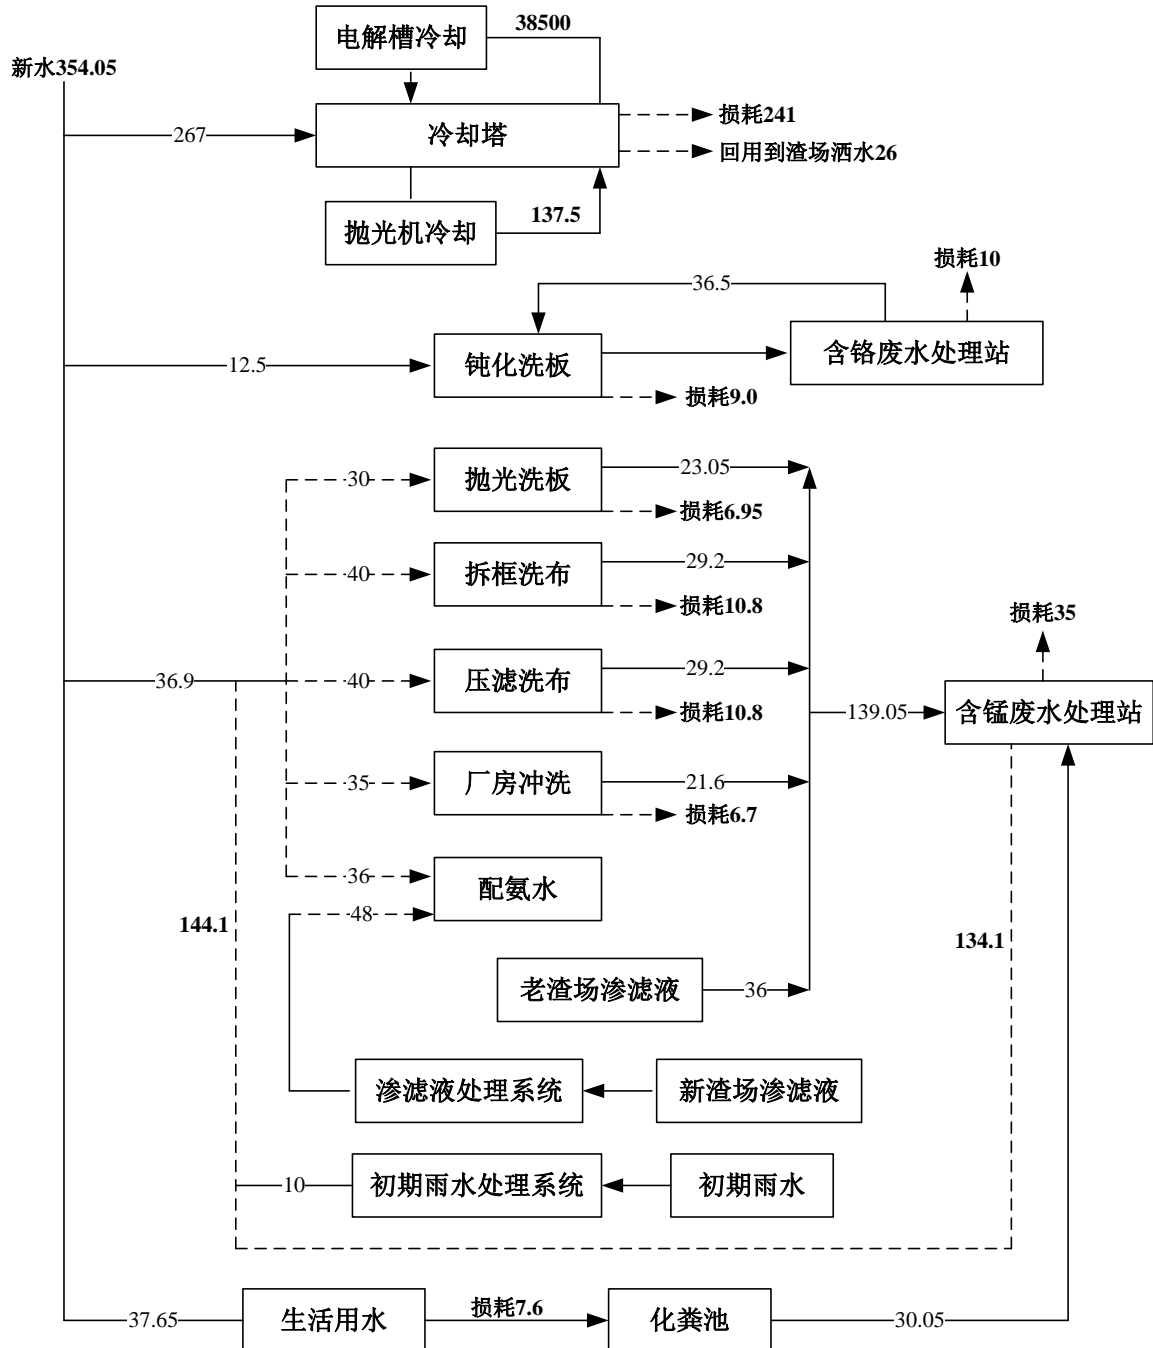 电解槽冷却
38500
新水354.05
267
冷却塔
损耗241
回用到渣场洒水26
抛光机冷却
137.5
损耗10
36.5
12.5
钝化洗板
含铬废水处理站
损耗9.0
30
抛光洗板
23.05
损耗6.95
40
拆框洗布
29.2
损耗10.8
损耗35
36.9
40
压滤洗布
29.2
损耗10.8
139.05
含锰废水处理站
35
厂房冲洗
21.6
损耗6.7
36
配氨水
48
144.1
134.1
老渣场渗滤液
36
渗滤液处理系统
新渣场渗滤液
10
初期雨水处理系统
初期雨水
37.65
生活用水
损耗7.6
化粪池
30.05